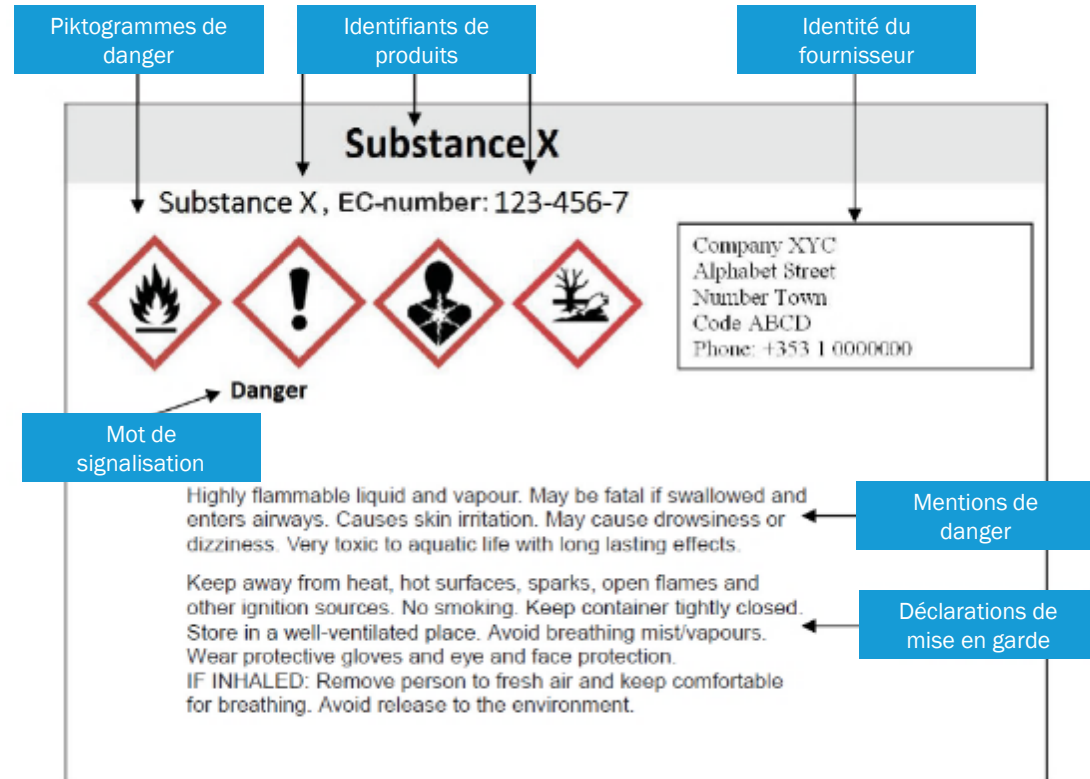 Piktogrammes de
danger
Identifiants de
produits
Identité du
fournisseur
Substance X
Substance X, EC-number: 123-456-7
Company XYC
Alphabet Street
Number Town
Code ABCD
Phone: +353 1 0000000
Danger
Mot de
signalisation
Highly flammable liquid and vapour. May be fatal if swallowed and
enters airways. Causes skin irritation. May cause drowsiness or
dizziness. Very toxic to aquatic life with long lasting effects.
Mentions de
danger
Keep away from heat, hot surfaces, sparks, open flames and
other ignition sources. No smoking. Keep container tightly closed.
Store in a well-ventilated place. Avoid breathing mist/vapours.
Wear protective gloves and eye and face protection.
IF INHALED: Remove person to fresh air and keep comfortable
for breathing. Avoid release to the environment.
Déclarations de
mise en garde